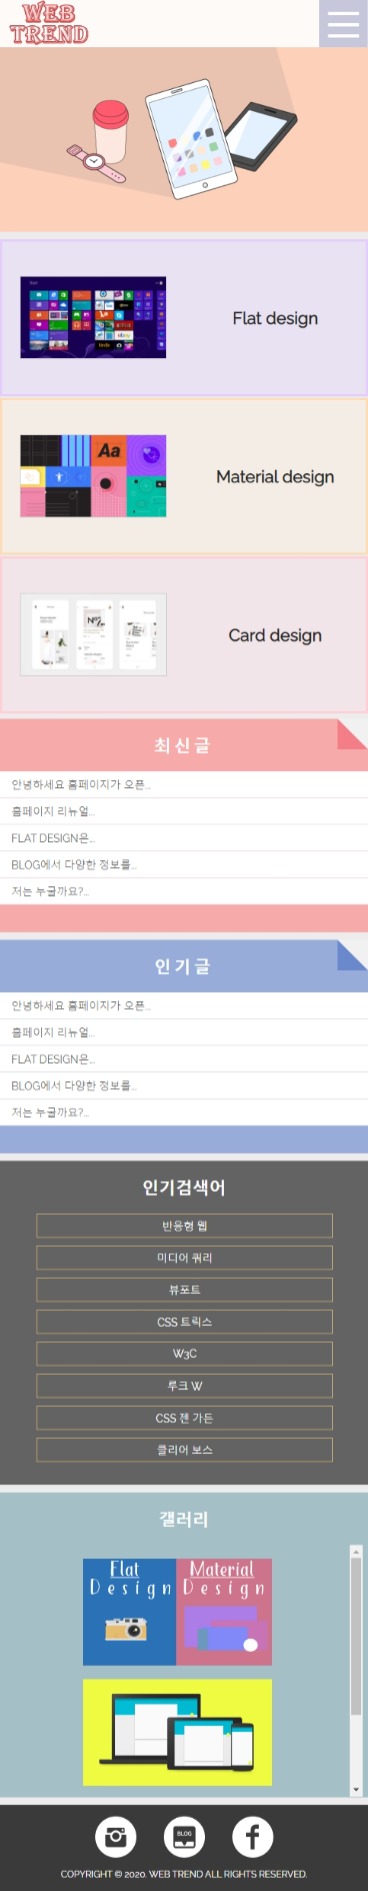 WEB
TREND
Flat design
Aa
Material design
Card design
최신글
안녕하세요 홈페이지가 오픈...
홈페이지 리뉴얼...
FLAT DESIGN은...
BLOG에서 다양한 정보를...
저는 누굴까요?...
인기글
안녕하세요 홈페이지가 오픈...
홈페이지 리뉴얼...
FLAT DESIGN은...
BLOG에서 다양한 정보를...
저는 누굴까요?...
인기검색어
반응형 웹
미디어 쿼리
뷰포트
CSS 트릭스
W3C
루크 W
CSS 젠 가든
클리어 보스
갤러리
Flat
Design
Material
Design
BLOG
COPYRIGHT © 2020. WEB TREND ALL RIGHTS RESERVED.